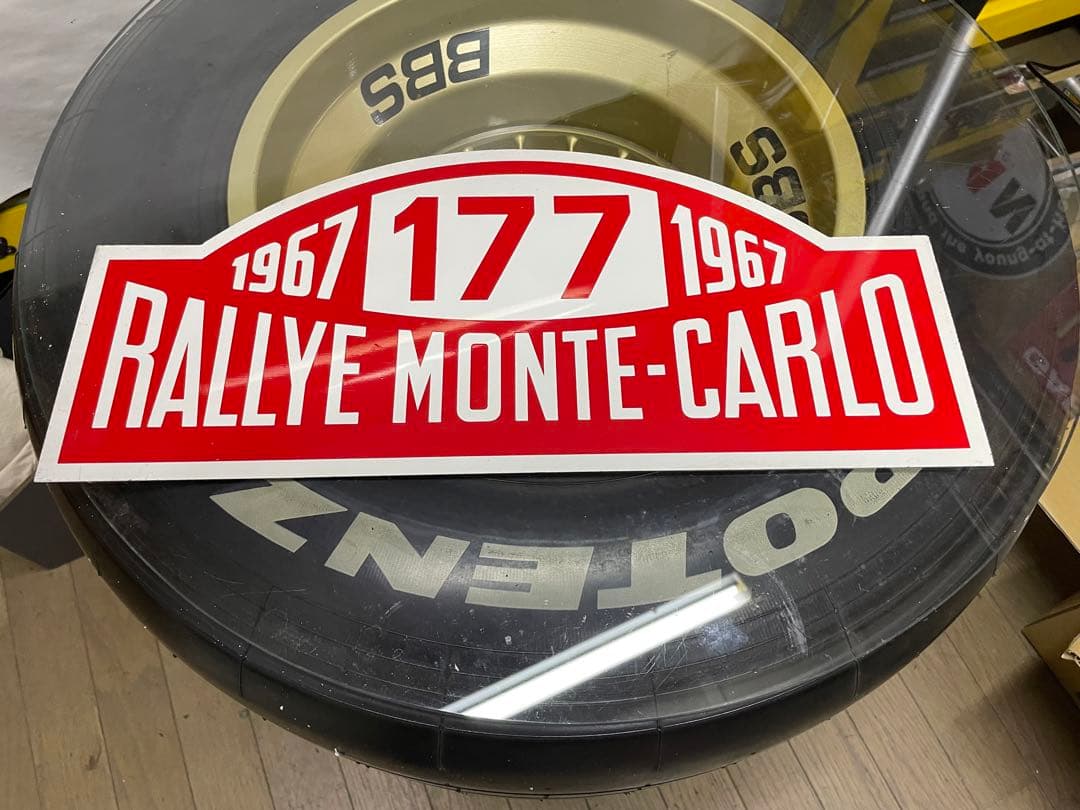 BBS
BBS
1967 177 1967
RALLYE MONTE-CARLO
POTENZ